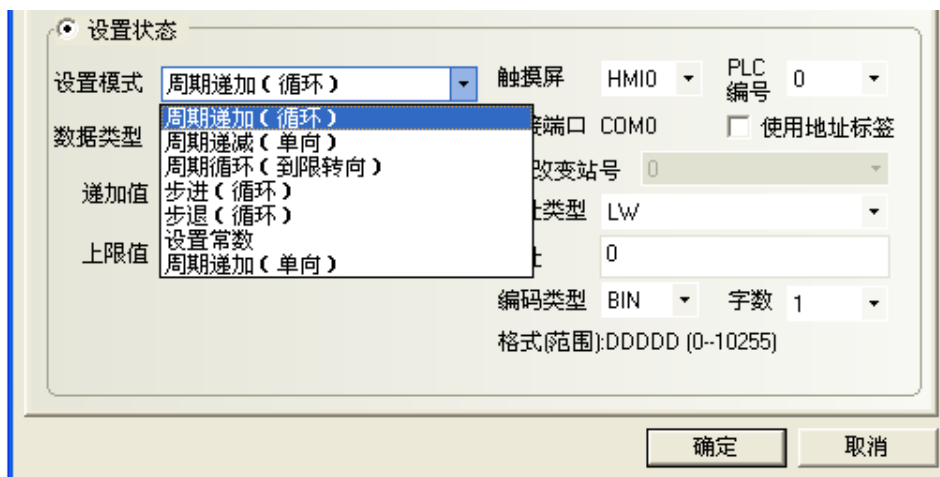 设置状态
设置模式 周期递加(循环) 触摸屏 HMI0 PLC编号 0
周期递加(循环)
周期递减(单向)
周期循环(到限转向)
步进(循环)
步退(循环)
设置常数
周期递加(单向)
数据类型 端口 COM0 使用地址标签
改变站号 0
递加值 类型 LW
上限值 0
编码类型 BIN 字数 1
格式(范围):DDDDD (0--10255)
确定 取消